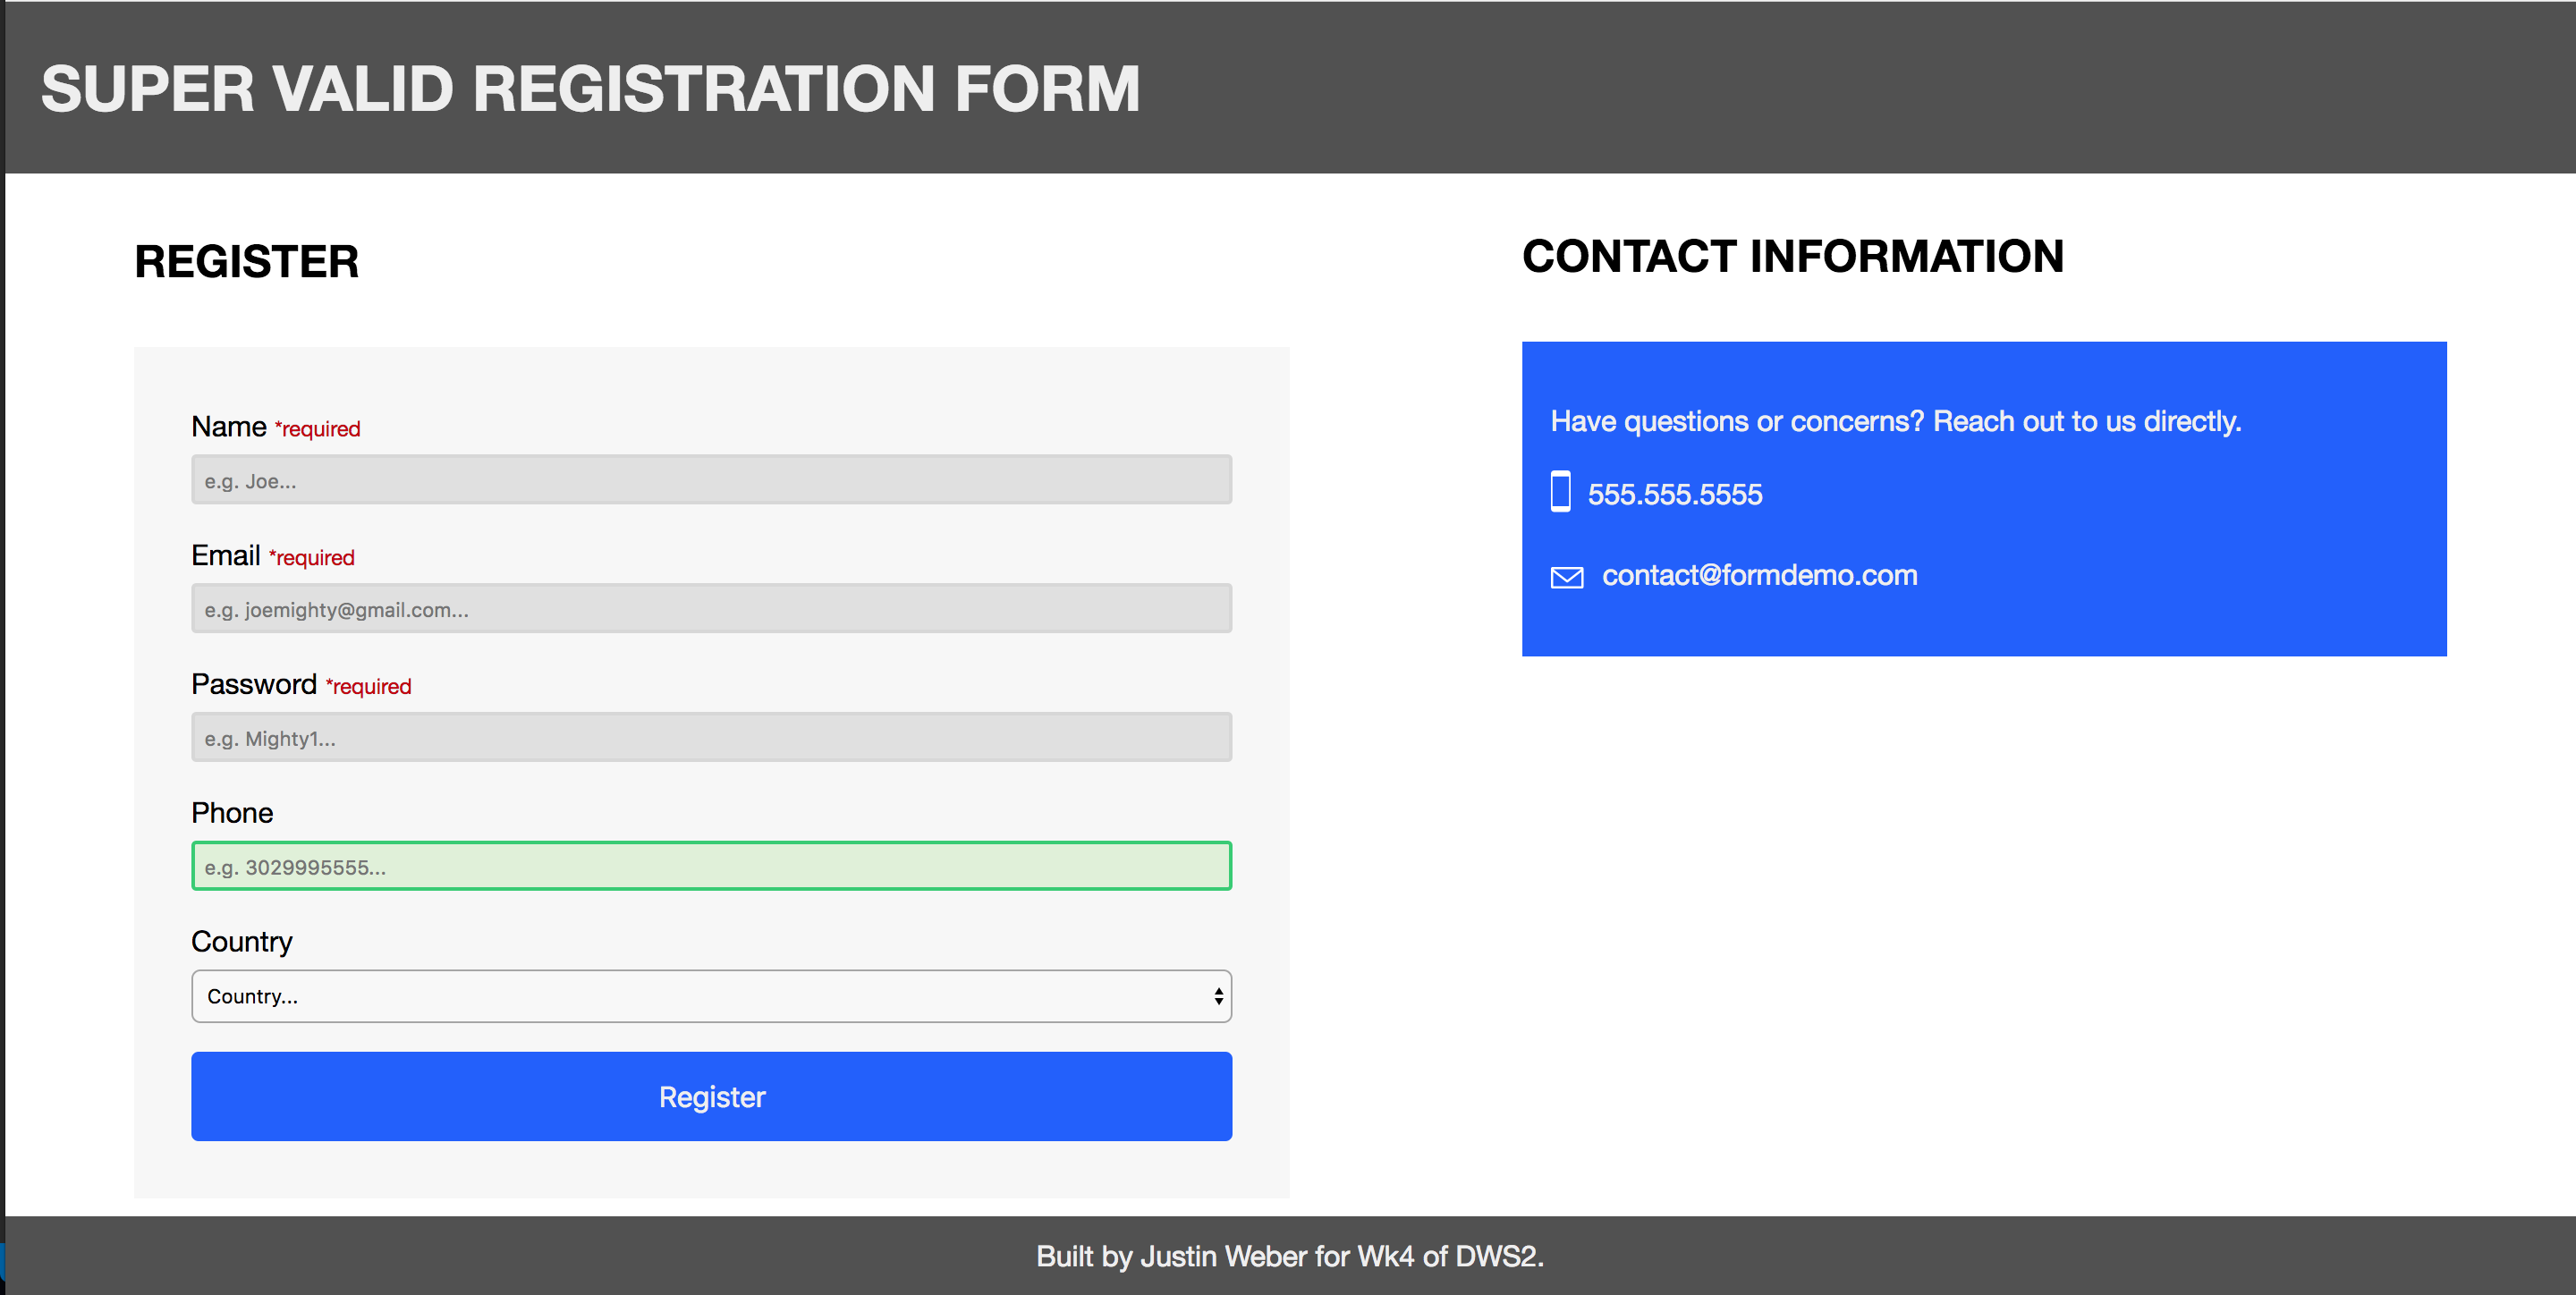 SUPER VALID REGISTRATION FORM
REGISTER
Name *required
e.g. Joe...
Email *required
e.g. joemighty@gmail.com...
Password *required
e.g. Mighty1...
Phone
e.g. 3029995555...
Country
Country...
Register
CONTACT INFORMATION
Have questions or concerns? Reach out to us directly.
555.555.5555
contact@formdemo.com
Built by Justin Weber for Wk4 of DWS2.